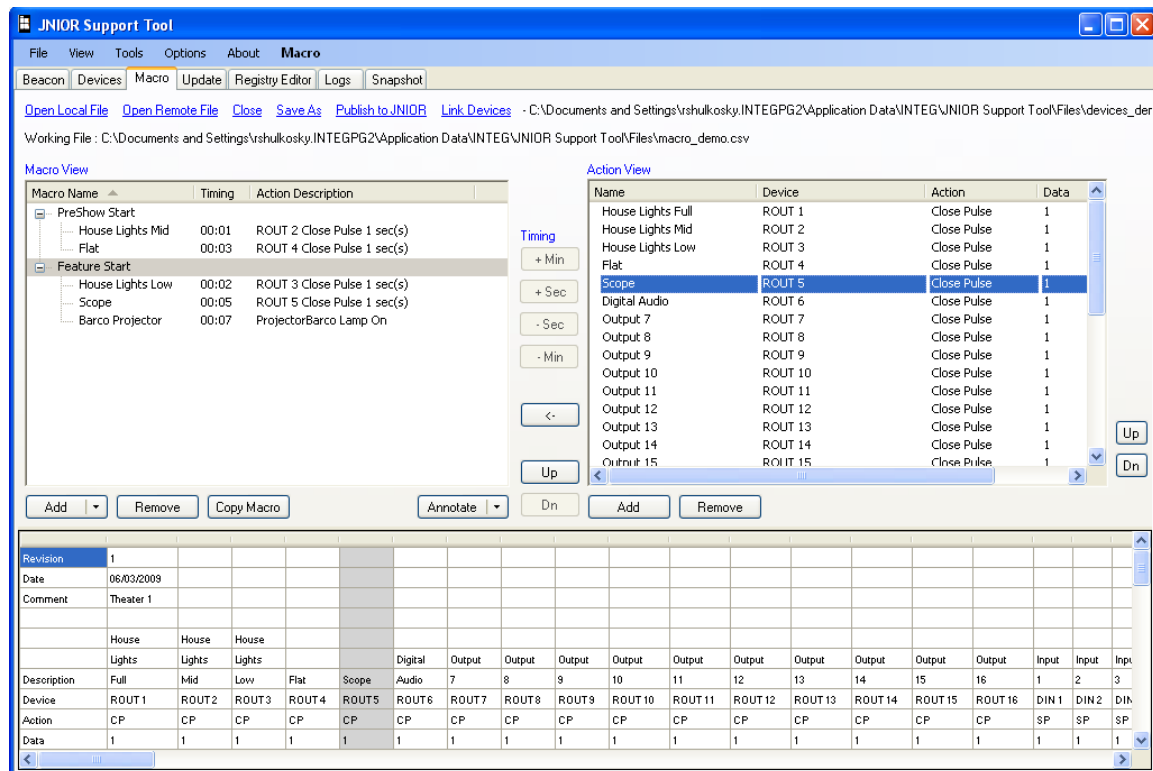 JNIOR Support Tool
File View Tools Options About Macro
Beacon Devices Macro Update Registry Editor Logs Snapshot
Open Local File Open Remote File Close Save As Publish to JNIOR Link Devices - C:\Documents and Settings\rshulkosky.INTEGPG2\Application Data\INTEG\JNIOR Support Tool\Files\devices_der
Working File : C:\Documents and Settings\rshulkosky.INTEGPG2\Application Data\INTEG\JNIOR Support Tool\Files\macro_demo.csv
Macro View
Macro Name Timing Action Description
PreShow Start
House Lights Mid 00:01 ROUT 2 Close Pulse 1 sec(s)
Flat 00:03 ROUT 4 Close Pulse 1 sec(s)
Feature Start
House Lights Low 00:02 ROUT 3 Close Pulse 1 sec(s)
Scope 00:05 ROUT 5 Close Pulse 1 sec(s)
Barco Projector 00:07 ProjectorBarco Lamp On
Add Remove Copy Macro Annotate
Timing
+ Min
+ Sec
- Sec
- Min
<-
Up
Dn
Action View
Name Device Action Data
House Lights Full ROUT 1 Close Pulse 1
House Lights Mid ROUT 2 Close Pulse 1
House Lights Low ROUT 3 Close Pulse 1
Flat ROUT 4 Close Pulse 1
Scope ROUT 5 Close Pulse 1
Digital Audio ROUT 6 Close Pulse 1
Output 7 ROUT 7 Close Pulse 1
Output 8 ROUT 8 Close Pulse 1
Output 9 ROUT 9 Close Pulse 1
Output 10 ROUT 10 Close Pulse 1
Output 11 ROUT 11 Close Pulse 1
Output 12 ROUT 12 Close Pulse 1
Output 13 ROUT 13 Close Pulse 1
Output 14 ROUT 14 Close Pulse 1
Output 15 ROUT 15 Close Pulse 1
Add Remove
Up
Dn
Revision 1
Date 06/03/2009
Comment Theater 1
House House House
Lights Lights Lights Digital Output Output Output Output Output Output Output Output Output Output Input Input Inpu
Description Full Mid Low Flat Scope Audio 7 8 9 10 11 12 13 14 15 16 1 2 3
Device ROUT1 ROUT2 ROUT3 ROUT4 ROUT5 ROUT6 ROUT7 ROUT8 ROUT9 ROUT10 ROUT11 ROUT12 ROUT13 ROUT14 ROUT15 ROUT16 DIN1 DIN2 DIN
Action CP CP CP CP CP CP CP CP CP CP CP CP CP CP CP CP SP SP SP
Data 1 1 1 1 1 1 1 1 1 1 1 1 1 1 1 1 1 1 1